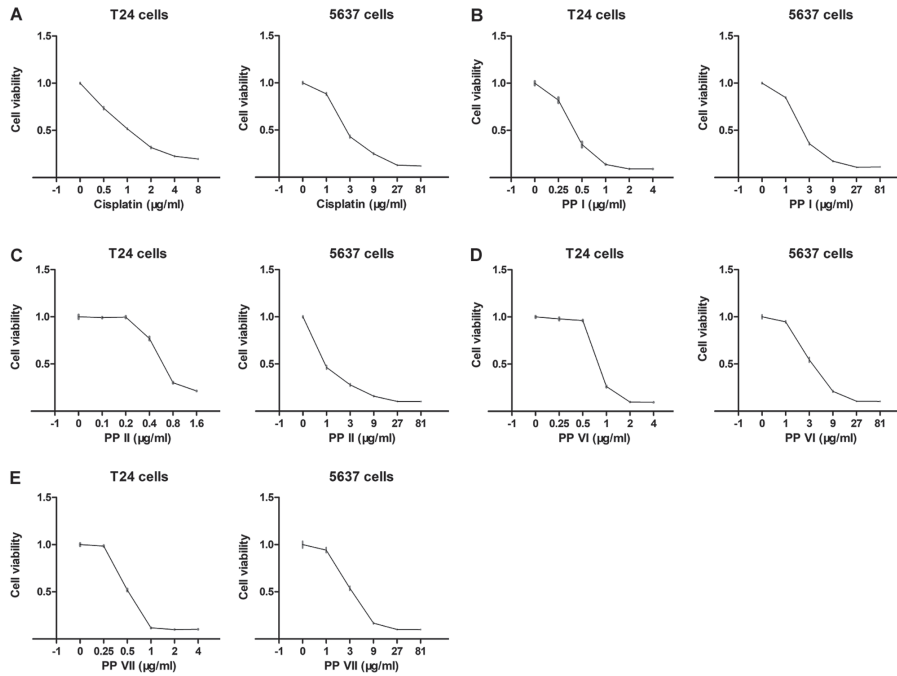 A
T24 cells
Cell viability
1.5
1.0
0.5
-1 0 0.5 1 2 4 8
Cisplatin (µg/ml)
5637 cells
Cell viability
1.5
1.0
0.5
-1 0 1 3 9 27 81
Cisplatin (µg/ml)
B
T24 cells
Cell viability
1.5
1.0
0.5
-1 0 0.25 0.5 1 2 4
PP I (µg/ml)
5637 cells
Cell viability
1.5
1.0
0.5
-1 0 1 3 9 27 81
PP I (µg/ml)
C
T24 cells
Cell viability
1.5
1.0
0.5
-1 0 0.1 0.2 0.4 0.8 1.6
PP II (µg/ml)
5637 cells
Cell viability
1.5
1.0
0.5
-1 0 1 3 9 27 81
PP II (µg/ml)
D
T24 cells
Cell viability
1.5
1.0
0.5
-1 0 0.25 0.5 1 2 4
PP VI (µg/ml)
5637 cells
Cell viability
1.5
1.0
0.5
-1 0 1 3 9 27 81
PP VI (µg/ml)
E
T24 cells
Cell viability
1.5
1.0
0.5
-1 0 0.25 0.5 1 2 4
PP VII (µg/ml)
5637 cells
Cell viability
1.5
1.0
0.5
-1 0 1 3 9 27 81
PP VII (µg/ml)